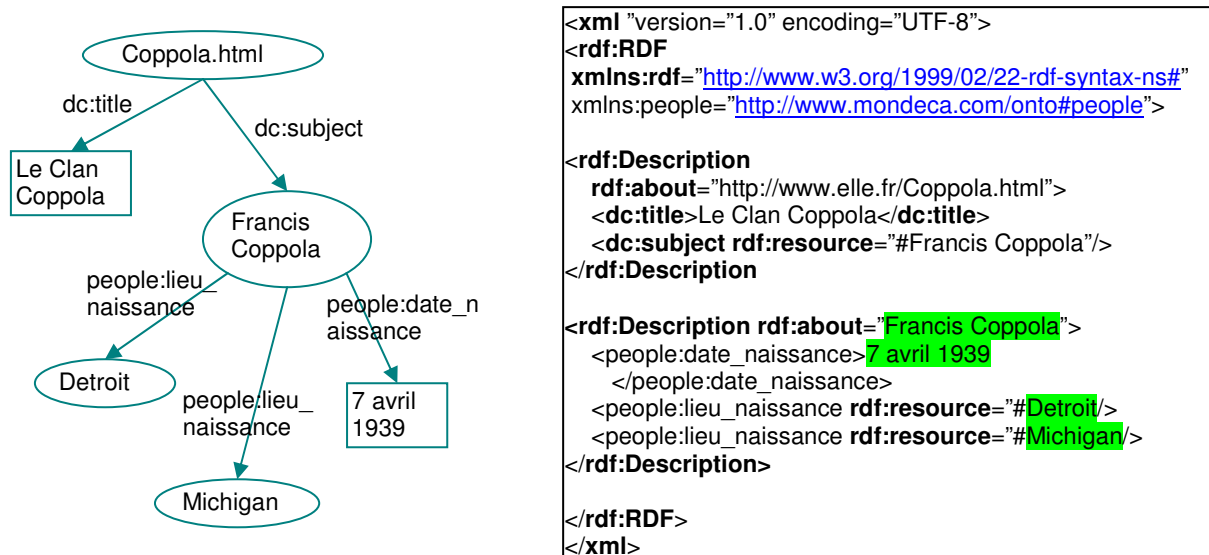 Coppola.html
dc:title
dc:subject
Le Clan
Coppola
Francis
Coppola
people:lieu_
naissance
people:date_n
aissance
Detroit
people:lieu_
naissance
7 avril
1939
Michigan
<xml ”version=”1.0” encoding=”UTF-8”>
<rdf:RDF
xmlns:rdf=”http://www.w3.org/1999/02/22-rdf-syntax-ns#”
xmlns:people=”http://www.mondeca.com/onto#people”>
<rdf:Description
rdf:about=”http://www.elle.fr/Coppola.html”>
<dc:title>Le Clan Coppola</dc:title>
<dc:subject rdf:resource=”#Francis Coppola”/>
</rdf:Description
<rdf:Description rdf:about=”Francis Coppola”>
<people:date_naissance>7 avril 1939
</people:date_naissance>
<people:lieu_naissance rdf:resource=”#Detroit/>
<people:lieu_naissance rdf:resource=”#Michigan/>
</rdf:Description>
</rdf:RDF>
</xml>